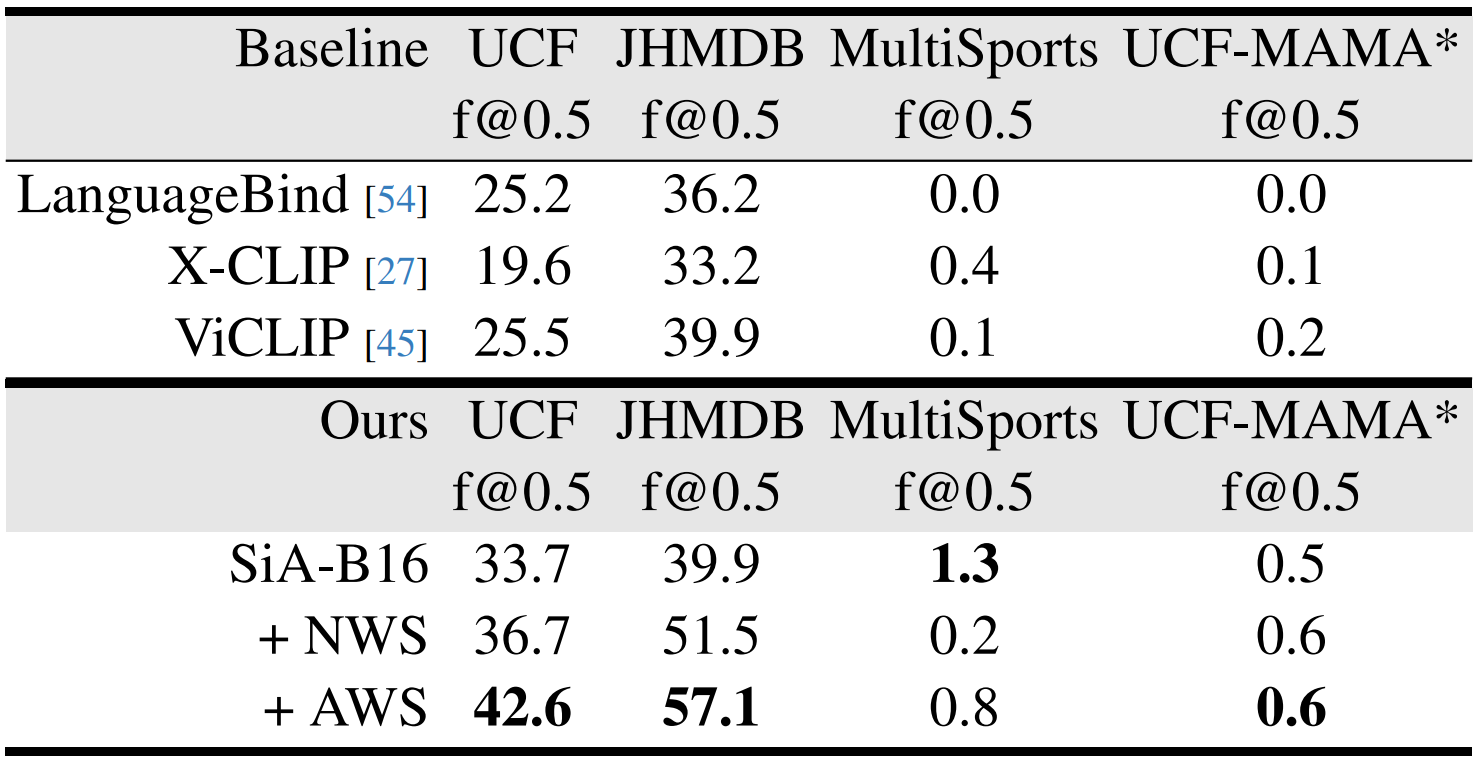 Baseline UCF JHMDB MultiSports UCF-MAMA*
f@0.5 f@0.5 f@0.5 f@0.5
LanguageBind [54] 25.2 36.2 0.0 0.0
X-CLIP [27] 19.6 33.2 0.4 0.1
ViCLIP [45] 25.5 39.9 0.1 0.2
Ours UCF JHMDB MultiSports UCF-MAMA*
f@0.5 f@0.5 f@0.5 f@0.5
SiA-B16 33.7 39.9 1.3 0.5
+ NWS 36.7 51.5 0.2 0.6
+ AWS 42.6 57.1 0.8 0.6